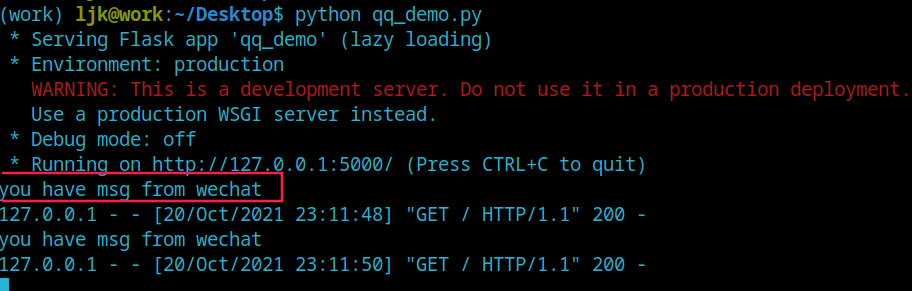 (work) ljk@work:~/Desktop$ python qq_demo.py
* Serving Flask app 'qq_demo' (lazy loading)
* Environment: production
WARNING: This is a development server. Do not use it in a production deployment.
Use a production WSGI server instead.
* Debug mode: off
* Running on http://127.0.0.1:5000/ (Press CTRL+C to quit)
you have msg from wechat
127.0.0.1 - - [20/Oct/2021 23:11:48] "GET / HTTP/1.1" 200 -
you have msg from wechat
127.0.0.1 - - [20/Oct/2021 23:11:50] "GET / HTTP/1.1" 200 -